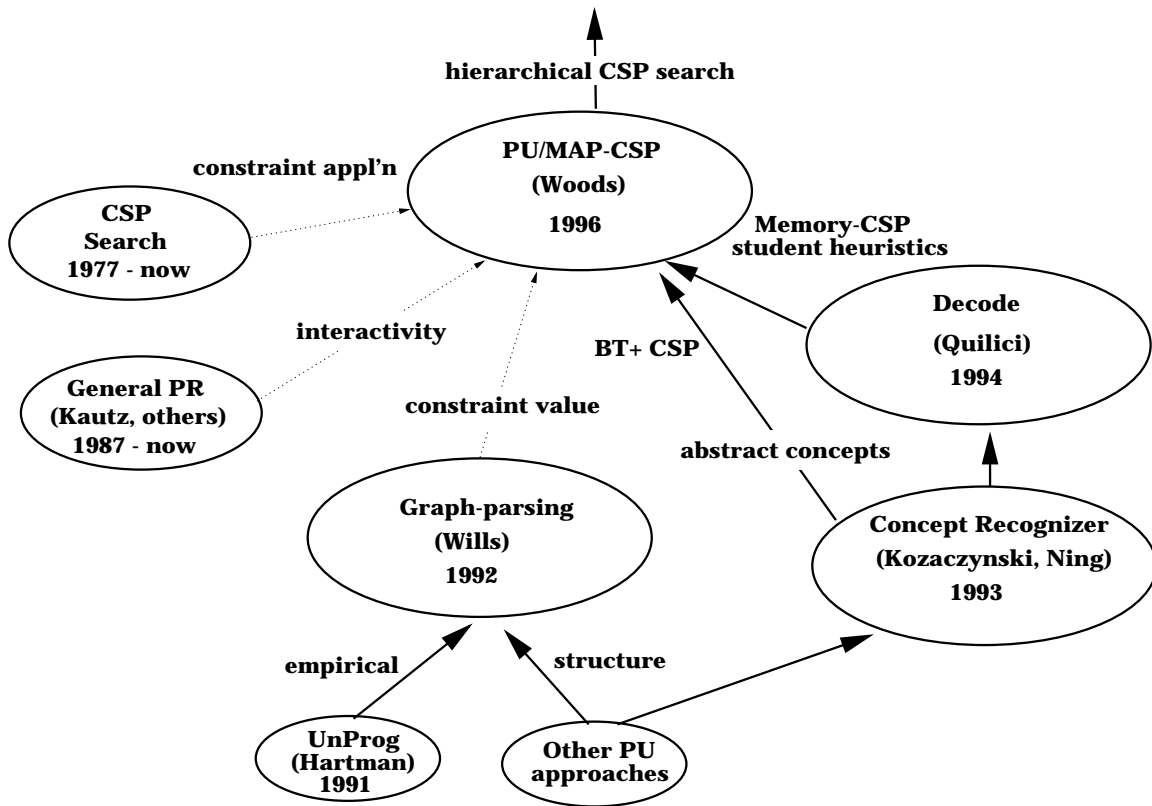 hierarchical CSP search
PU/MAP-CSP
(Woods)
1996
constraint appl'n
CSP
Search
1977 - now
Memory-CSP
student heuristics
Decode
(Quilici)
1994
interactivity
BT+ CSP
General PR
(Kautz, others)
1987 - now
constraint value
abstract concepts
Graph-parsing
(Wills)
1992
Concept Recognizer
(Kozaczynski, Ning)
1993
empirical
structure
UnProg
(Hartman)
1991
Other PU
approaches